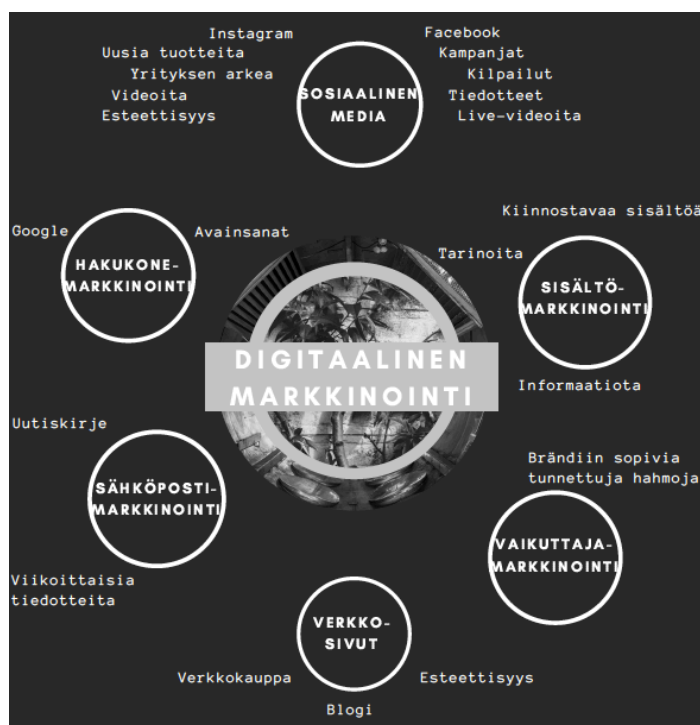 Instagram
Uusia tuotteita
Yrityksen arkea
Videoita
Esteettisyys
SOSIAALINEN
MEDIA
Facebook
Kampanjat
Kilpailut
Tiedotteet
Live-videoita
Google
Avainsanat
HAKUKONE-
MARKKINOINTI
Kiinnostavaa sisältöä
Tarinoita
SISÄLTÖ-
MARKKINOINTI
Informaatiota
DIGITAALINEN
MARKKINOINTI
Uutiskirje
SÄHKÖPOSTI-
MARKKINOINTI
Viikoittaisia
tiedotteita
Brändiin sopivia
tunnettuja hahmoja
VAIKUTTAJA-
MARKKINOINTI
VERKKO-
SIVUT
Verkkokauppa
Esteettisyys
Blogi